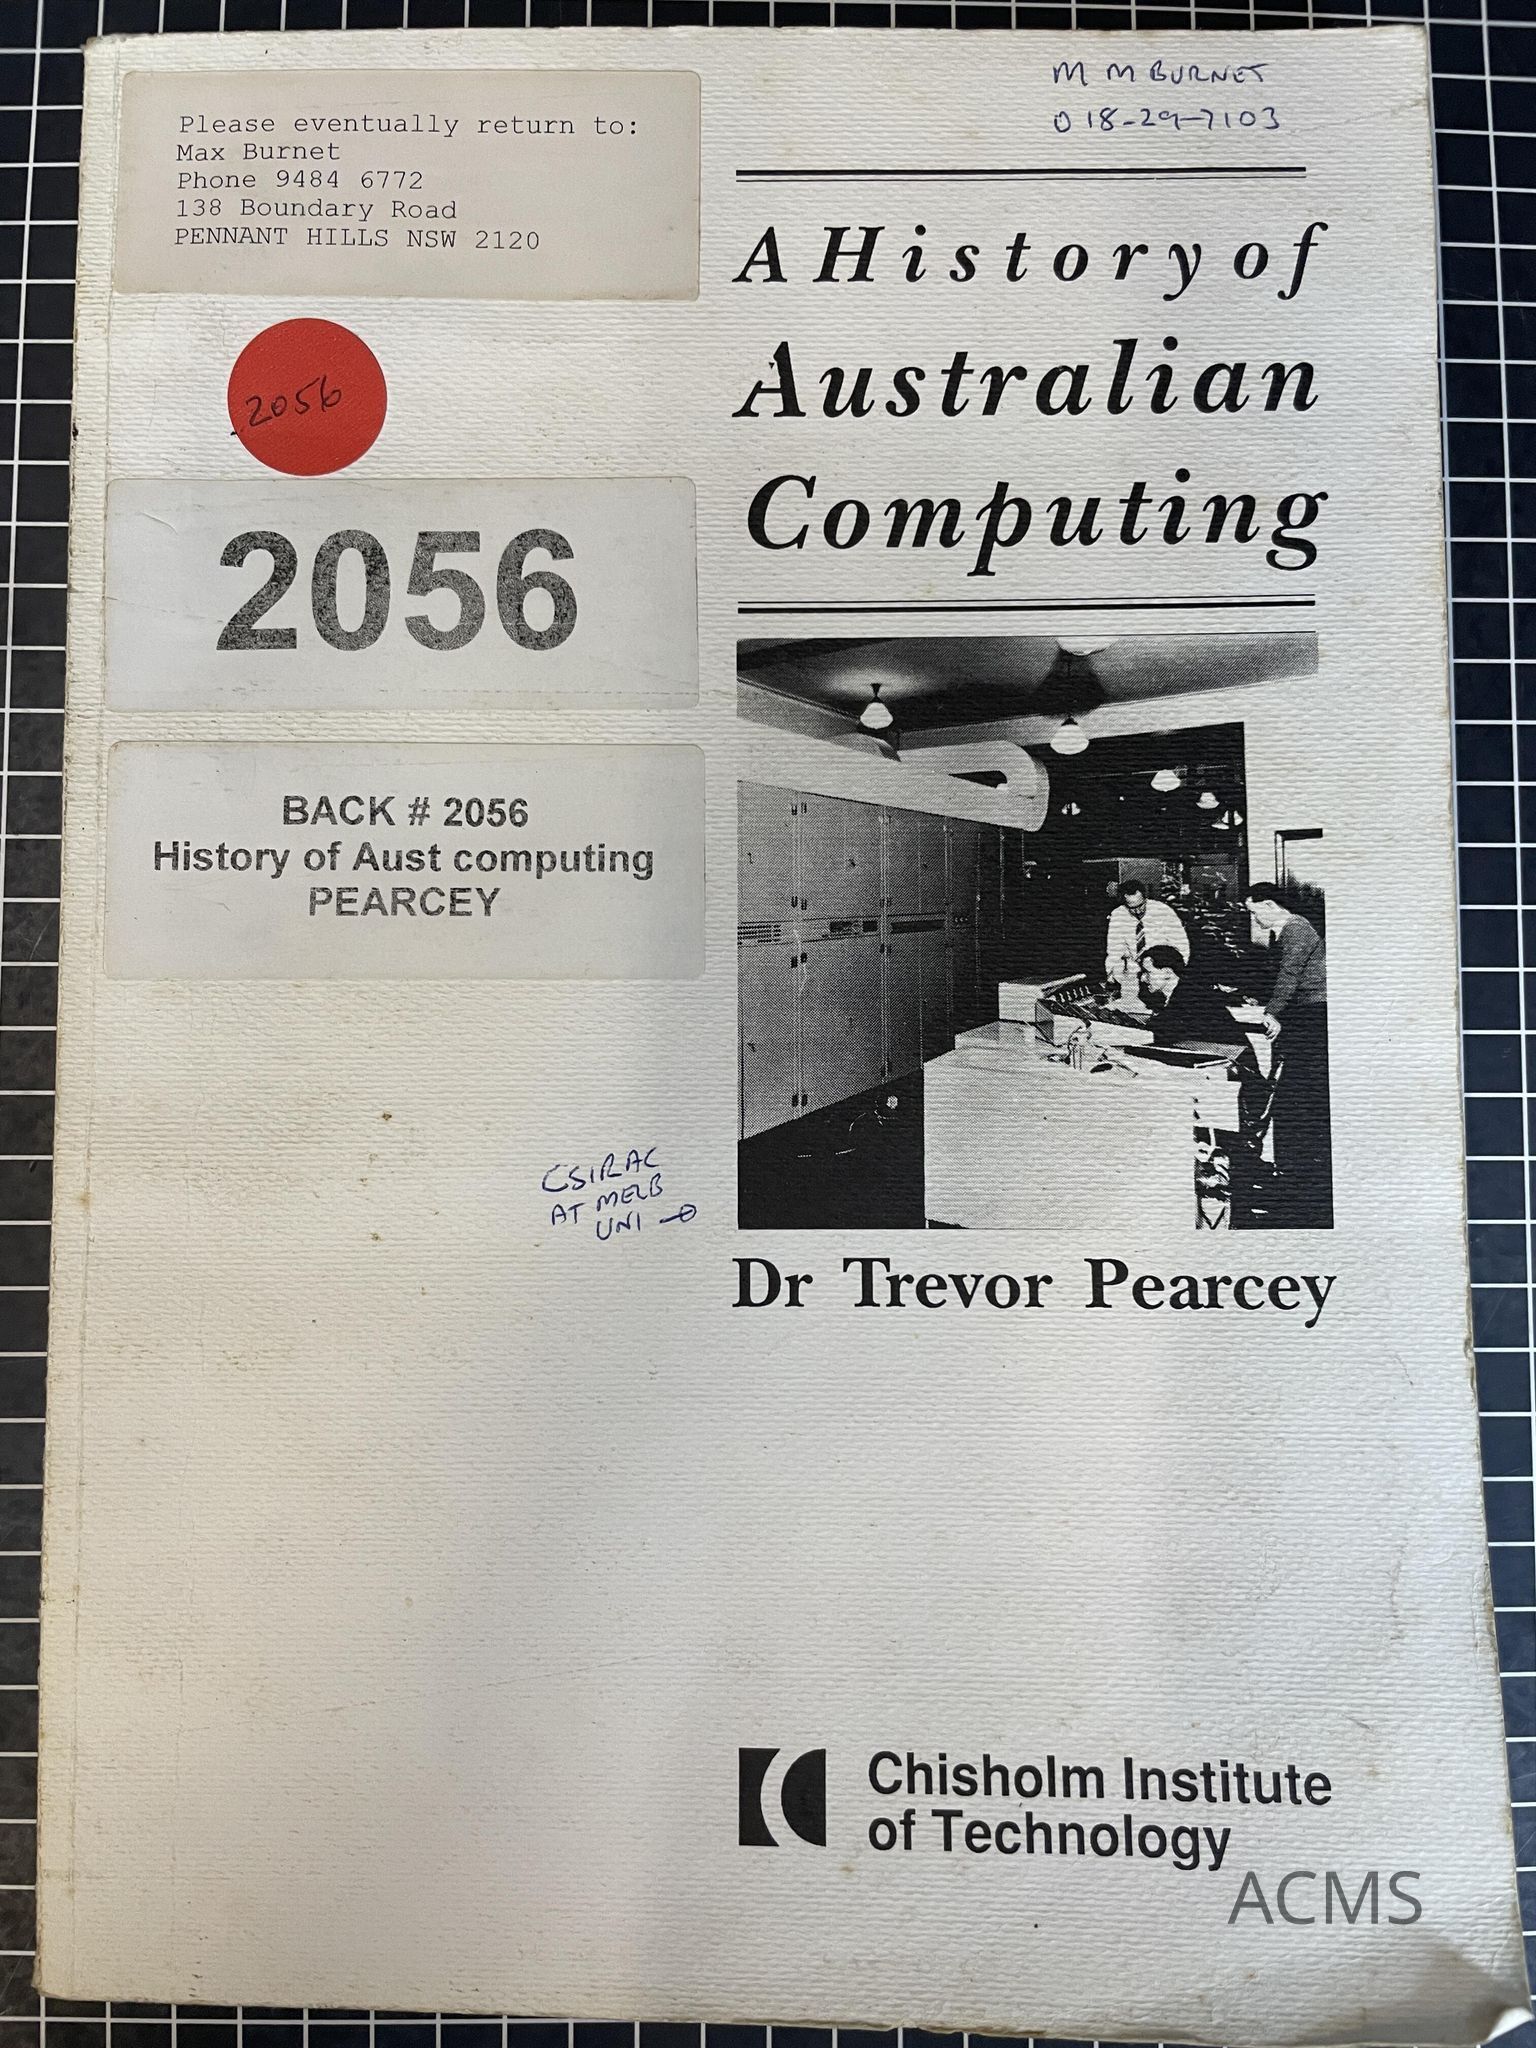 M M BURNET
018-29-7103
Please eventually return to:
Max Burnet
Phone 9484 6772
138 Boundary Road
PENNANT HILLS NSW 2120
A History of
Australian
Computing
2056
2056
BACK # 2056
History of Aust computing
PEARCEY
CSIRAC
AT MELB
UNI
Dr Trevor Pearcey
Chisholm Institute
of Technology
ACMS